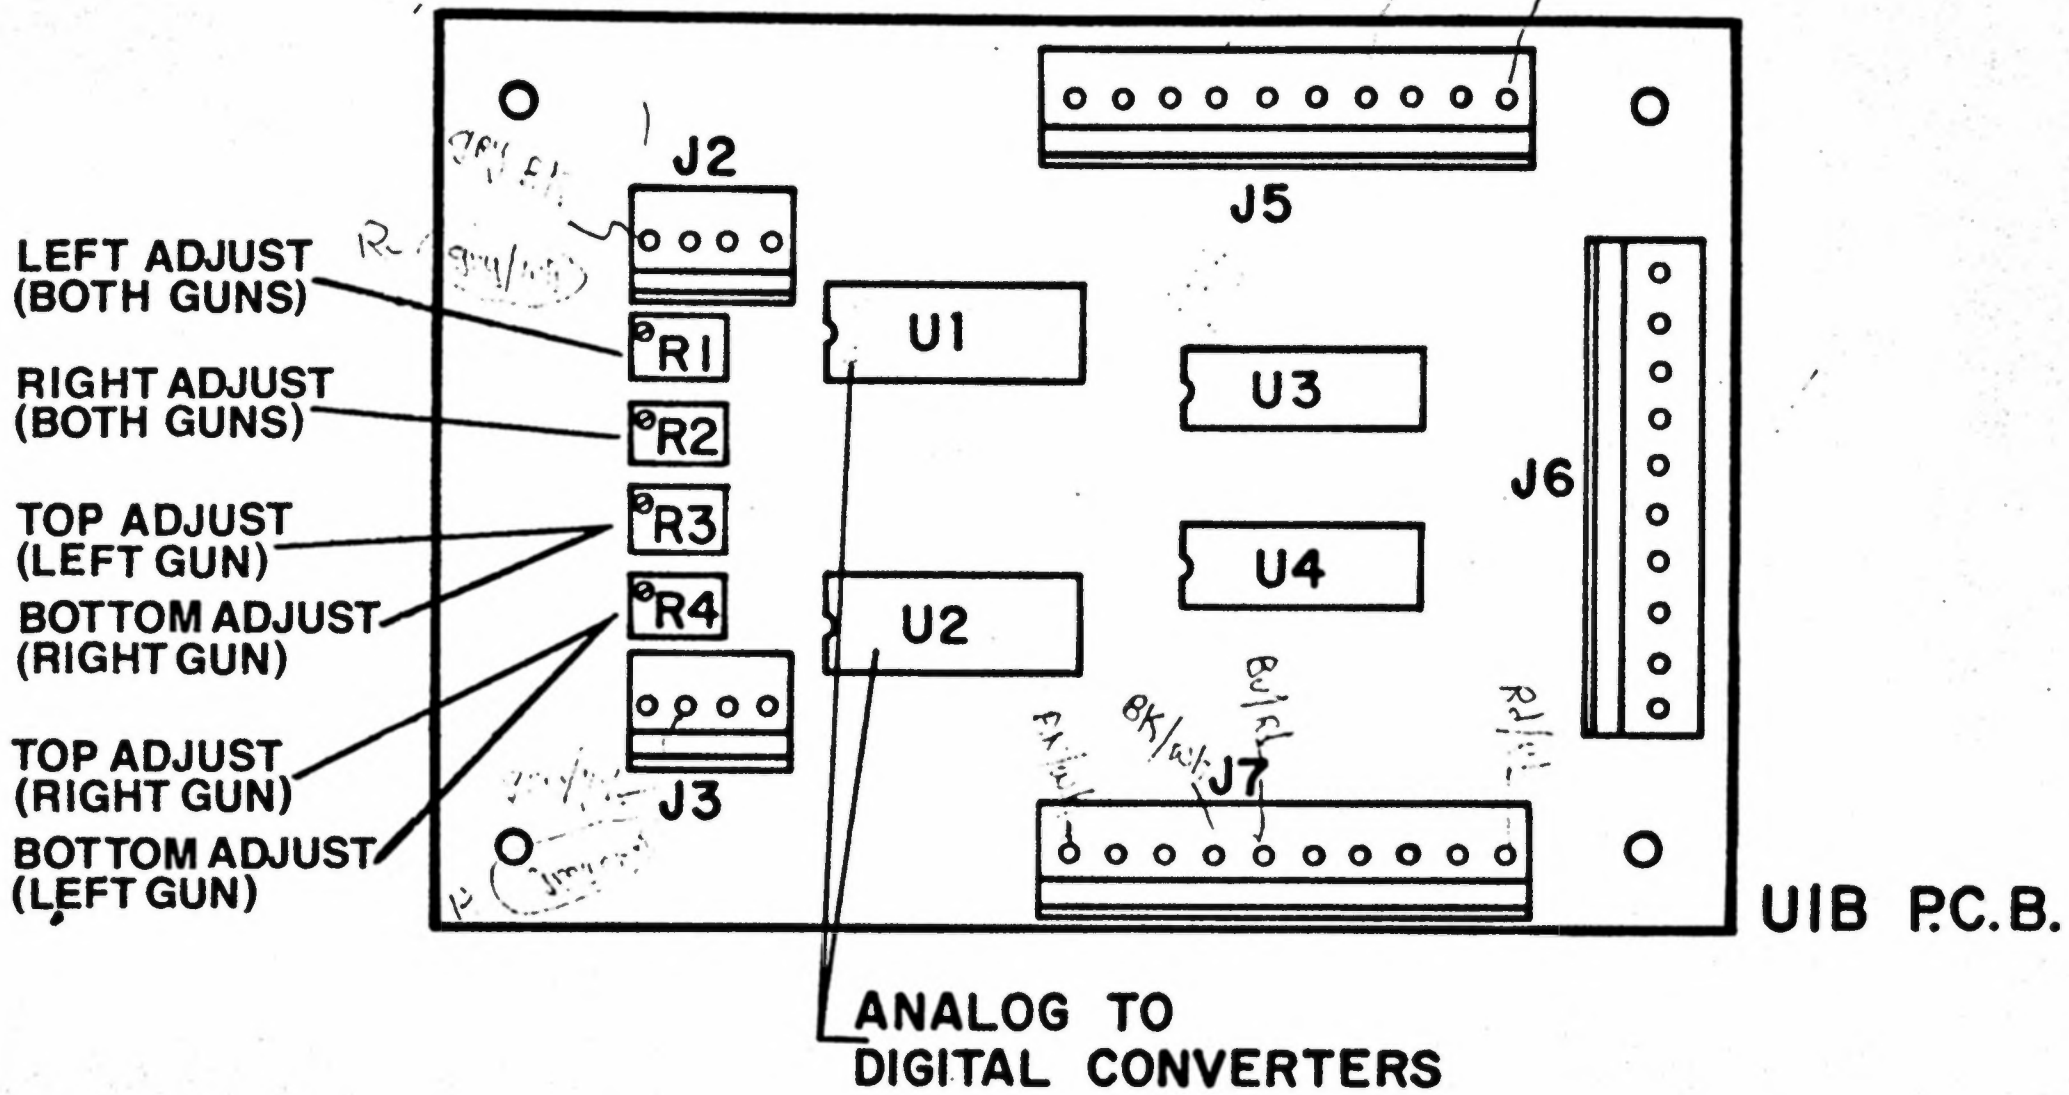 J2
J5
LEFT ADJUST
(BOTH GUNS)
R1
U1
RIGHT ADJUST
(BOTH GUNS)
R2
U3
J6
TOP ADJUST
(LEFT GUN)
R3
BOTTOM ADJUST
(RIGHT GUN)
R4
U2
U4
TOP ADJUST
(RIGHT GUN)
J3
BK/wh
J7
BOTTOM ADJUST
(LEFT GUN)
UIB P.C.B.
ANALOG TO
DIGITAL CONVERTERS